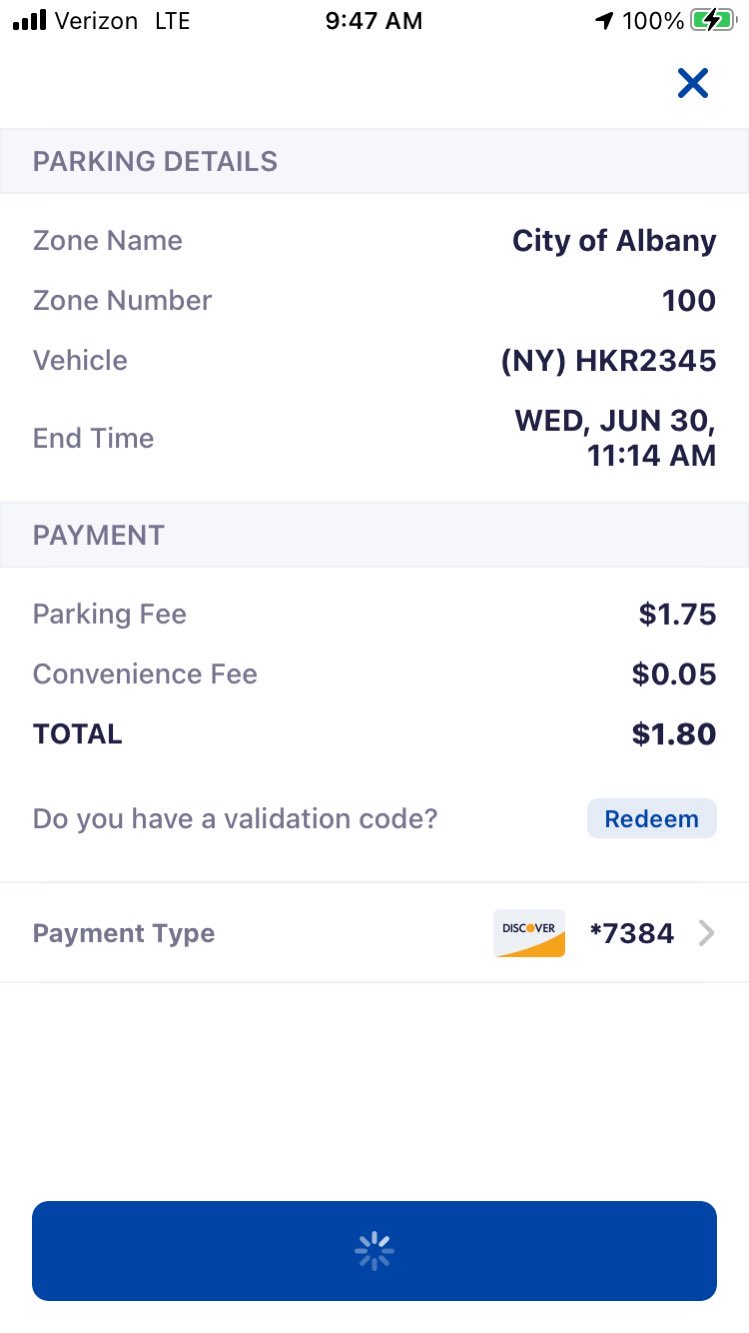 Verizon LTE 9:47 AM 100%
PARKING DETAILS
Zone Name City of Albany
Zone Number 100
Vehicle (NY) HKR2345
End Time WED, JUN 30,
11:14 AM
PAYMENT
Parking Fee $1.75
Convenience Fee $0.05
TOTAL $1.80
Do you have a validation code? Redeem
Payment Type DISCOVER *7384